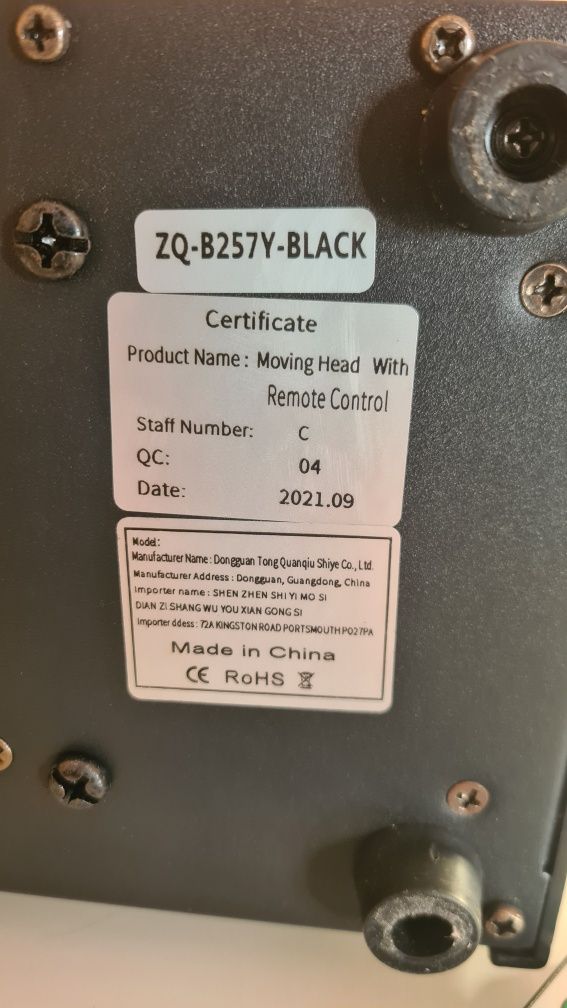 ZQ-B257Y-BLACK
Certificate
Product Name: Moving Head With
Remote Control
Staff Number: C
QC: 04
Date: 2021.09
Model:
Manufacturer Name: Dongguan Tong Quanqiu Shiye Co., Ltd.
Manufacturer Address: Dongguan, Guangdong, China
Importer name: SHEN ZHEN SHI YI MO SI
DIAN ZI SHANG WU YOU XIAN GONG SI
Importer ddess: 72A KINGSTON ROAD PORTSMOUTH PO2 7PA
Made in China
CE RoHS